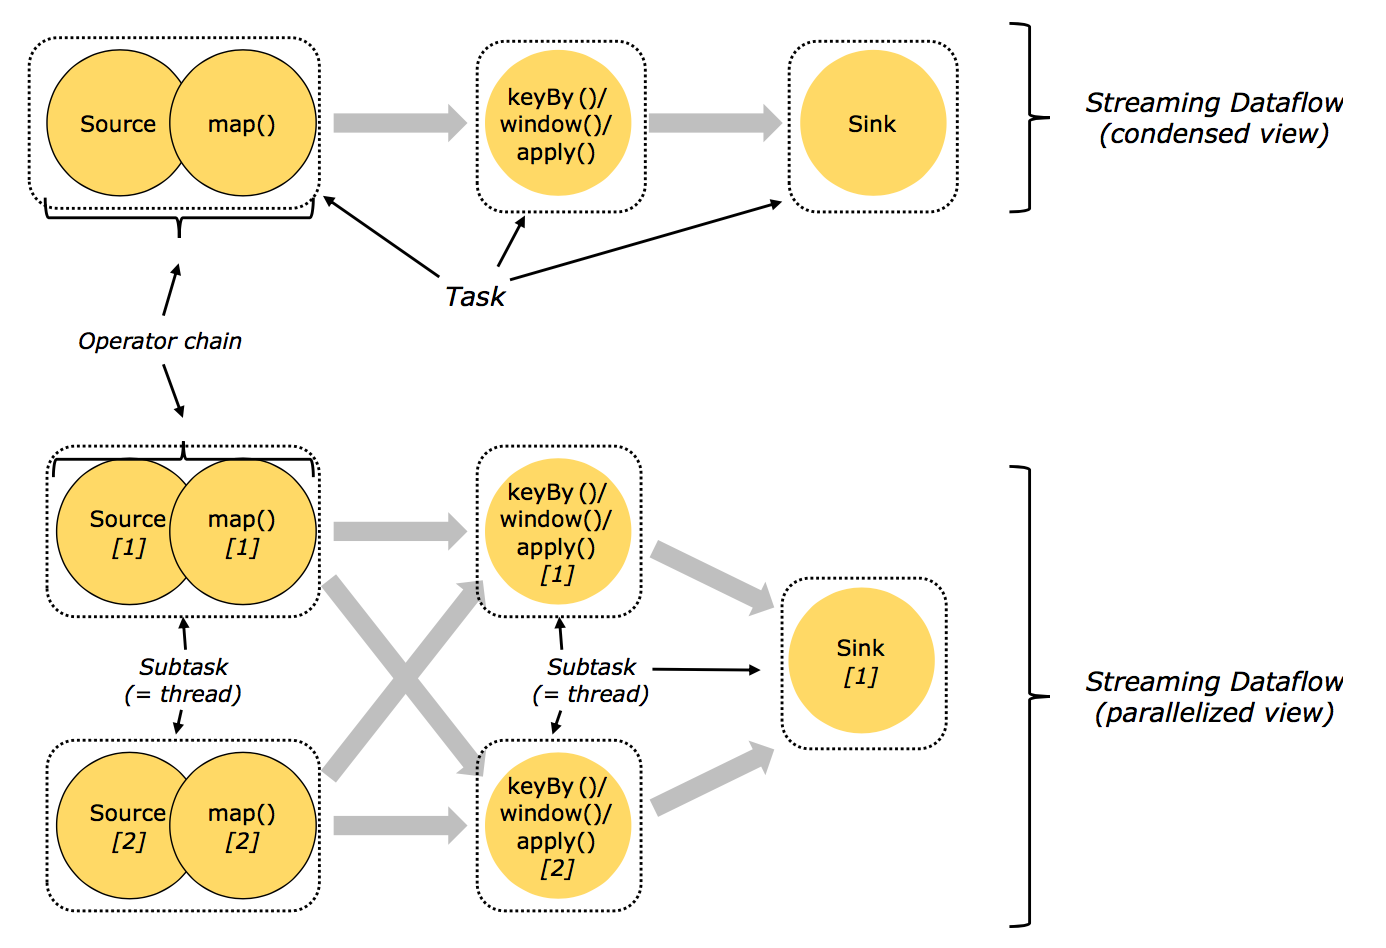 Source
map()
keyBy ()/
window()/
apply()
Sink
Streaming Dataflow
(condensed view)
Task
Operator chain
Source
[1]
map()
[1]
keyBy ()/
window()/
apply()
[1]
Sink
[1]
Subtask
(= thread)
Subtask
(= thread)
Streaming Dataflow
(parallelized view)
Source
[2]
map()
[2]
keyBy ()/
window()/
apply()
[2]